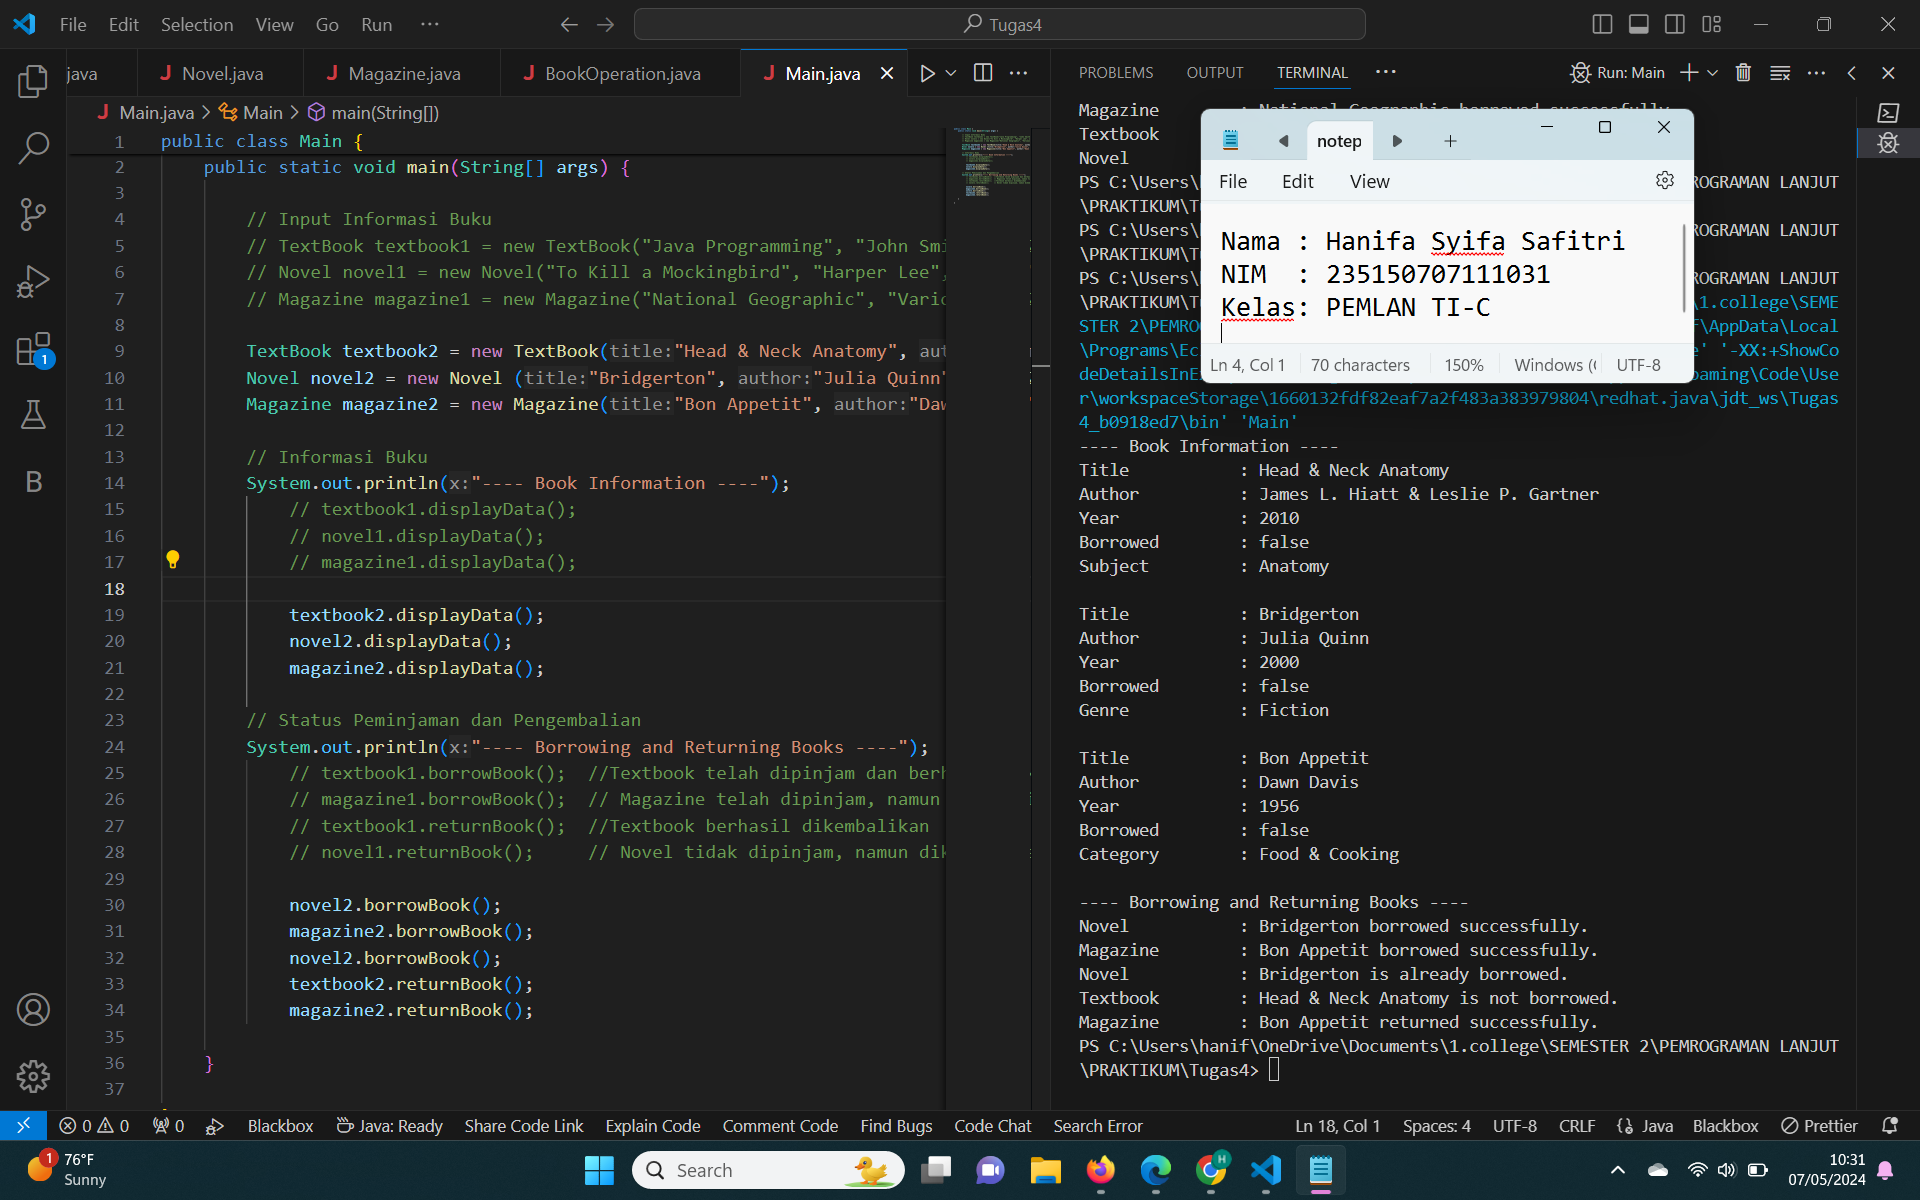 File Edit Selection View Go Run ···
Tugas4
java
Novel.java
Magazine.java
BookOperation.java
Main.java
Main.java > Main > main(String[])
1 public class Main {
2 public static void main(String[] args) {
3
4 // Input Informasi Buku
5 // TextBook textbook1 = new TextBook("Java Programming", "John Smi
6 // Novel novel1 = new Novel("To Kill a Mockingbird", "Harper Lee",
7 // Magazine magazine1 = new Magazine("National Geographic", "Vario
8
9 TextBook textbook2 = new TextBook(title:"Head & Neck Anatomy", aut
10 Novel novel2 = new Novel (title:"Bridgerton", author:"Julia Quinn"
11 Magazine magazine2 = new Magazine(title:"Bon Appetit", author:"Daw
12
13 // Informasi Buku
14 System.out.println(x:"---- Book Information ----");
15 // textbook1.displayData();
16 // novel1.displayData();
17 // magazine1.displayData();
18
19 textbook2.displayData();
20 novel2.displayData();
21 magazine2.displayData();
22
23 // Status Peminjaman dan Pengembalian
24 System.out.println(x:"---- Borrowing and Returning Books ----");
25 // textbook1.borrowBook(); //Textbook telah dipinjam dan berh
26 // magazine1.borrowBook(); // Magazine telah dipinjam, namun
27 // textbook1.returnBook(); //Textbook berhasil dikembalikan
28 // novel1.returnBook(); // Novel tidak dipinjam, namun dik
29
30 novel2.borrowBook();
31 magazine2.borrowBook();
32 novel2.borrowBook();
33 textbook2.returnBook();
34 magazine2.returnBook();
35
36 }
37
PROBLEMS OUTPUT TERMINAL ···
Run: Main
Magazine : National Geographic borrowed successfully.
Textbook
Novel
PS C:\Users\ ROGRAMAN LANJUT
\PRAKTIKUM\T
PS C:\Users\ ROGRAMAN LANJUT
\PRAKTIKUM\T
PS C:\Users\ ROGRAMAN LANJUT
\PRAKTIKUM\T \1.college\SEME
STER 2\PEMRO f\AppData\Local
\Programs\Ec e' '-XX:+ShowCo
deDetailsInE oaming\Code\Use
r\workspaceStorage\1660132fdf82eaf7a2f483a383979804\redhat.java\jdt_ws\Tugas
4_b0918ed7\bin' 'Main'
---- Book Information ----
Title : Head & Neck Anatomy
Author : James L. Hiatt & Leslie P. Gartner
Year : 2010
Borrowed : false
Subject : Anatomy
Title : Bridgerton
Author : Julia Quinn
Year : 2000
Borrowed : false
Genre : Fiction
Title : Bon Appetit
Author : Dawn Davis
Year : 1956
Borrowed : false
Category : Food & Cooking
---- Borrowing and Returning Books ----
Novel : Bridgerton borrowed successfully.
Magazine : Bon Appetit borrowed successfully.
Novel : Bridgerton is already borrowed.
Textbook : Head & Neck Anatomy is not borrowed.
Magazine : Bon Appetit returned successfully.
PS C:\Users\hanif\OneDrive\Documents\1.college\SEMESTER 2\PEMROGRAMAN LANJUT
\PRAKTIKUM\Tugas4>
notep
File Edit View
Nama : Hanifa Syifa Safitri
NIM : 235150707111031
Kelas: PEMLAN TI-C
Ln 4, Col 1 70 characters 150% Windows (( UTF-8
B
1
0 0 0 Blackbox Java: Ready Share Code Link Explain Code Comment Code Find Bugs Code Chat Search Error
Ln 18, Col 1 Spaces: 4 UTF-8 CRLF Java Blackbox Prettier
1
76°F
Sunny
Search
H
10:31
07/05/2024